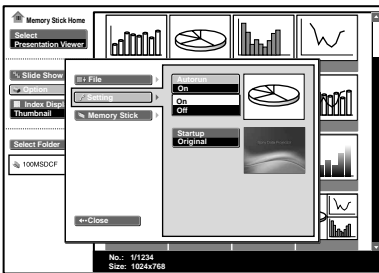 Memory Stick Home
Select
Presentation Viewer
Slide Show
Option
Index Displ
Thumbnail
Select Folder
100MSDCF
File
Setting
Memory Stick
Close
Autorun
On
On
Off
Startup
Original
No.: 1/1234
Size: 1024x768